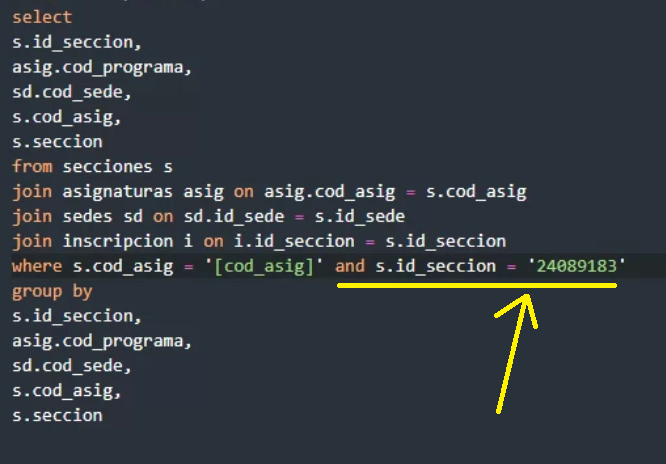 select
s.id_seccion,
asig.cod_programa,
sd.cod_sede,
s.cod_asig,
s.seccion
from secciones s
join asignaturas asig on asig.cod_asig = s.cod_asig
join sedes sd on sd.id_sede = s.id_sede
join inscripcion i on i.id_seccion = s.id_seccion
where s.cod_asig = '[cod_asig]' and s.id_seccion = '24089183'
group by
s.id_seccion,
asig.cod_programa,
sd.cod_sede,
s.cod_asig,
s.seccion